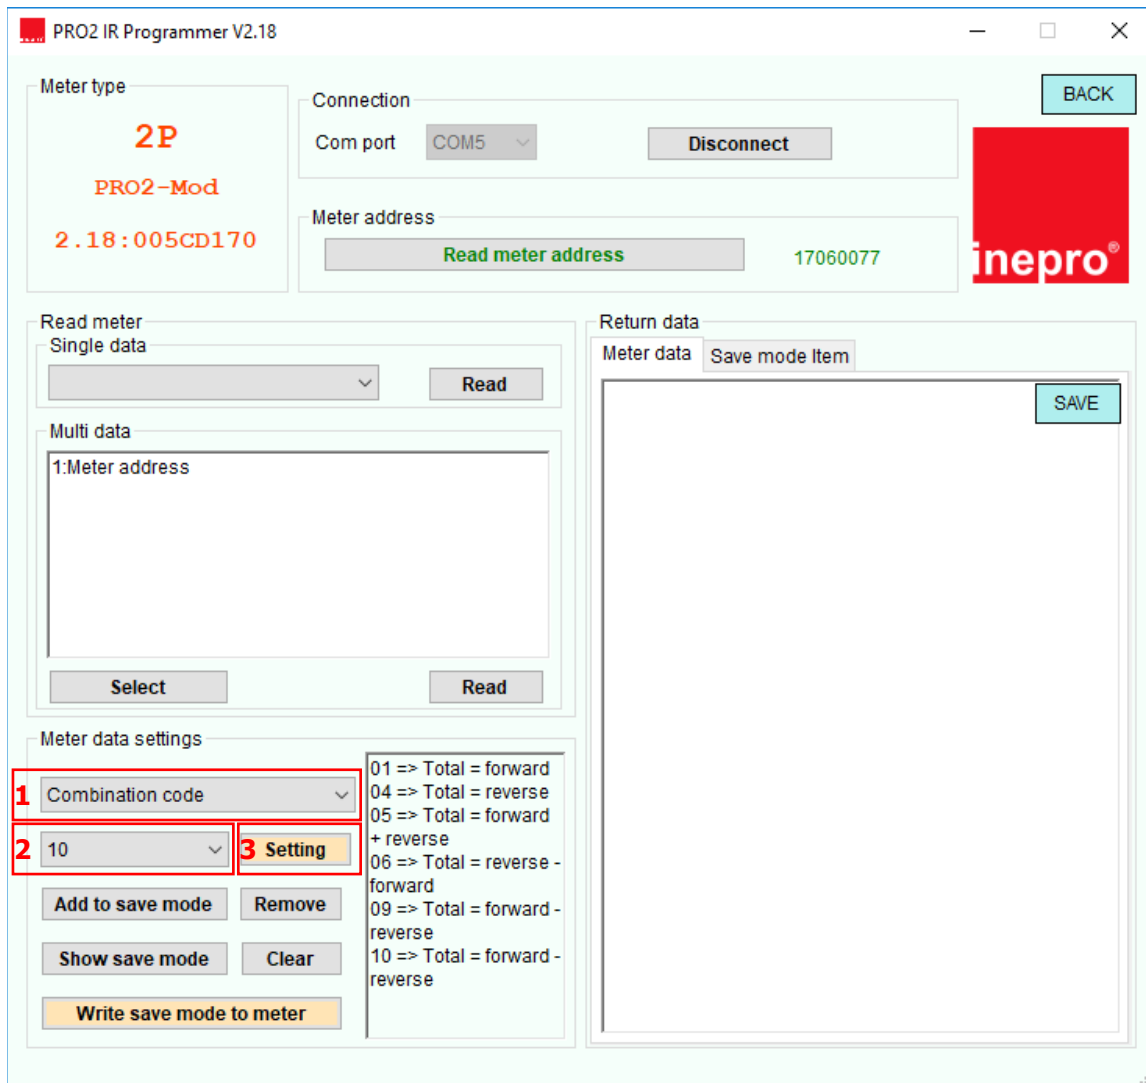 PRO2 IR Programmer V2.18
Meter type
2P
PRO2-Mod
2.18:005CD170
Connection
Com port COM5 Disconnect
BACK
Meter address
Read meter address 17060077
inepro®
Read meter
Single data
Read
Multi data
1:Meter address
Select Read
Return data
Meter data Save mode Item
SAVE
Meter data settings
1 Combination code
2 10
3 Setting
Add to save mode Remove
Show save mode Clear
Write save mode to meter
01 => Total = forward
04 => Total = reverse
05 => Total = forward
+ reverse
06 => Total = reverse -
forward
09 => Total = forward -
reverse
10 => Total = forward -
reverse